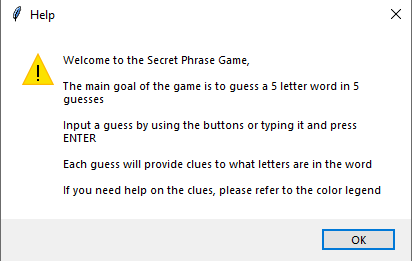 Help
Welcome to the Secret Phrase Game,
The main goal of the game is to guess a 5 letter word in 5
guesses
Input a guess by using the buttons or typing it and press
ENTER
Each guess will provide clues to what letters are in the word
If you need help on the clues, please refer to the color legend
OK